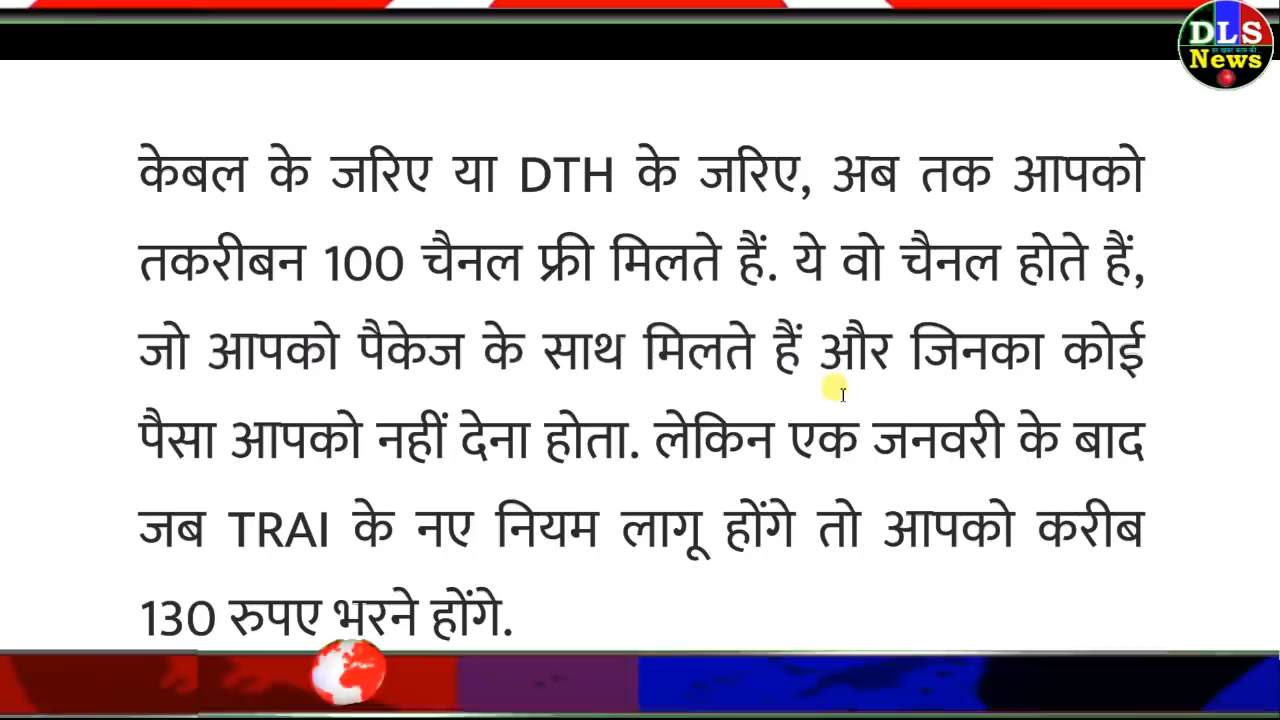 DLS
News
केबल के जरिए या DTH के जरिए, अब तक आपको
तकरीबन 100 चैनल फ्री मिलते हैं. ये वो चैनल होते हैं,
जो आपको पैकेज के साथ मिलते हैं और जिनका कोई
पैसा आपको नहीं देना होता. लेकिन एक जनवरी के बाद
जब TRAI के नए नियम लागू होंगे तो आपको करीब
130 रुपए भरने होंगे.